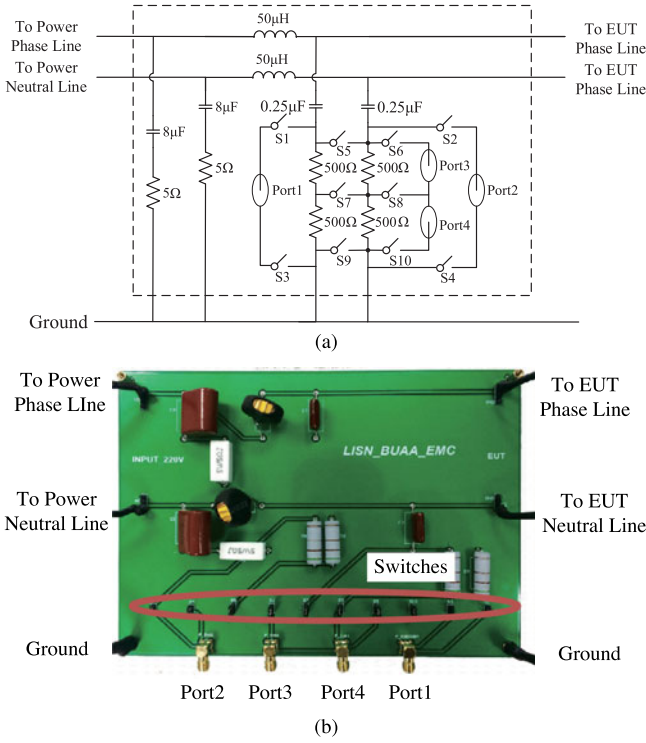 To Power
Phase Line
50μH
To EUT
Phase Line
To Power
Neutral Line
50μH
To EUT
Phase Line
8μF
8μF
0.25μF
0.25μF
S1
S2
S5
S6
5Ω
5Ω
500Ω
500Ω
Port1
Port3
Port2
S7
S8
500Ω
500Ω
Port4
S9
S10
S3
S4
Ground
(a)
To Power
Phase LIne
To EUT
Phase Line
LISN_BUAA_EMC
INPUT 220V
EUT
To Power
Neutral Line
To EUT
Neutral Line
Switches
Ground
Ground
Port2
Port3
Port4
Port1
(b)